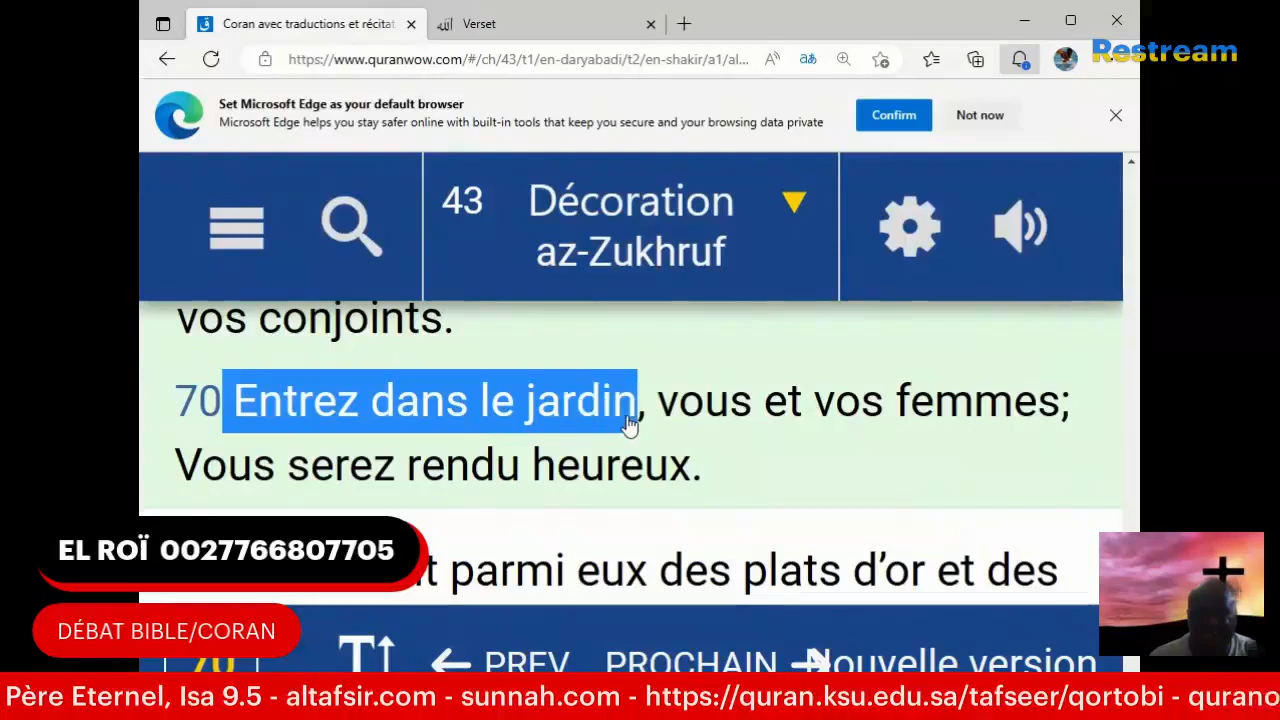 Coran avec traductions et récitat
الله Verset
https://www.quranwow.com/#/ch/43/t1/en-daryabadi/t2/en-shakir/a1/al...
Restream
Set Microsoft Edge as your default browser
Microsoft Edge helps you stay safer online with built-in tools that keep you secure and your browsing data private
Confirm
Not now
43
Décoration
az-Zukhruf
vos conjoints.
70 Entrez dans le jardin, vous et vos femmes;
Vous serez rendu heureux.
parmi eux des plats d’or et des
EL ROÏ 0027766807705
DÉBAT BIBLE/CORAN
70
PREV
PROCHAIN
Nouvelle version
Père Eternel, Isa 9.5 - altafsir.com - sunnah.com - https://quran.ksu.edu.sa/tafseer/qortobi - qurano